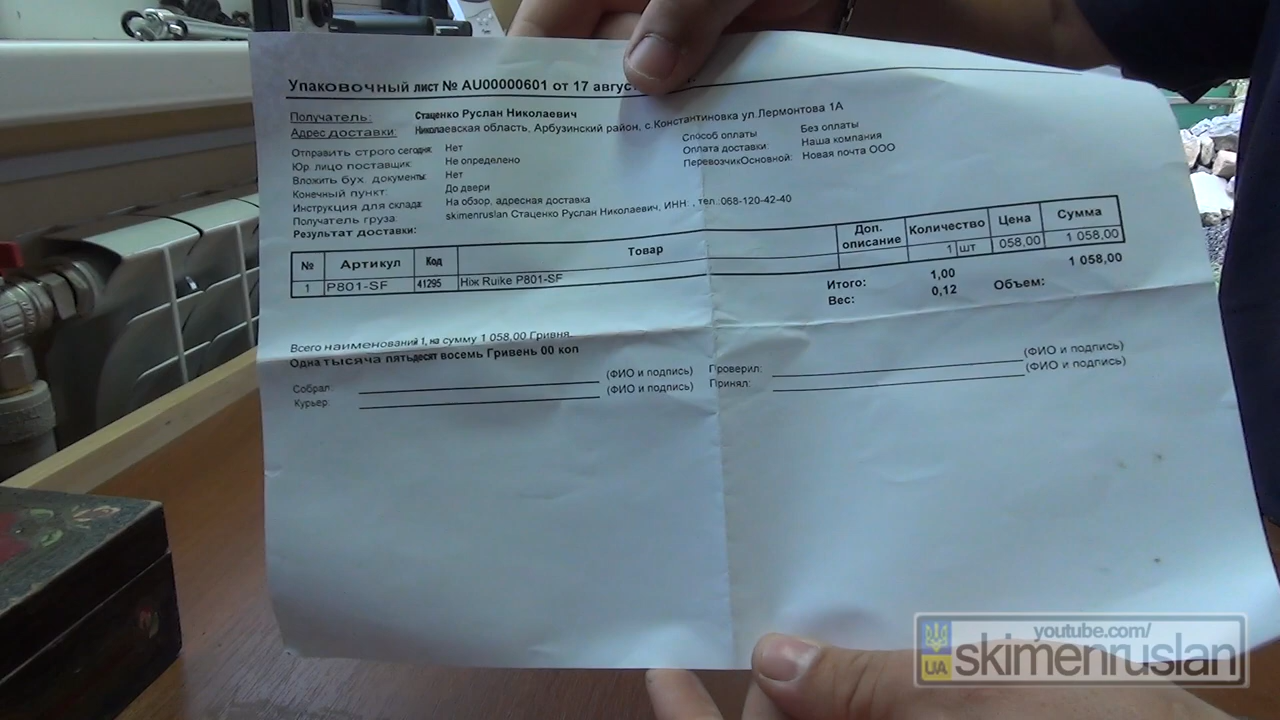 Упаковочный лист № AU00000601 от 17 август
Получатель: Стаценко Руслан Николаевич
Адрес доставки: Николаевская область, Арбузинский район, с.Константиновка ул.Лермонтова 1А
Отправить строго сегодня: Нет Способ оплаты Без оплаты
Юр. лицо поставщик: Не определено Оплата доставки: Наша компания
Вложить бух. документы: Нет ПеревозчикОсновной: Новая почта ООО
Конечный пункт: До двери
Инструкция для склада: На обзор, адресная доставка
Получатель груза: skimenruslan Стаценко Руслан Николаевич, ИНН: , тел.:068-120-42-40
Результат доставки:
№ Артикул Код Товар Доп. описание Количество Цена Сумма
1 P801-SF 41295 Ніж Ruike P801-SF 1 шт 058,00 1 058,00
Итого: 1,00 1 058,00
Вес: 0,12 Объем:
Всего наименований 1, на сумму 1 058,00 Гривня
Одна тысяча пятьдесят восемь Гривень 00 коп
Собрал: (ФИО и подпись) Проверил: (ФИО и подпись)
Курьер: (ФИО и подпись) Принял: (ФИО и подпись)
youtube.com/
UA skimenruslan